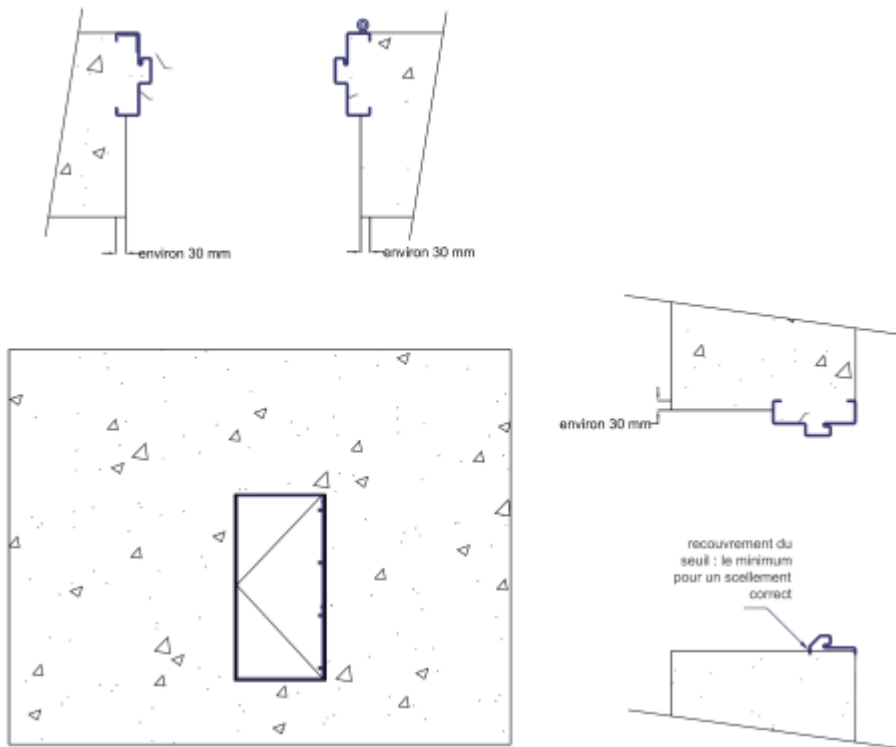 environ 30 mm
environ 30 mm
environ 30 mm
recouvrement du
seuil : le minimum
pour un scellement
correct